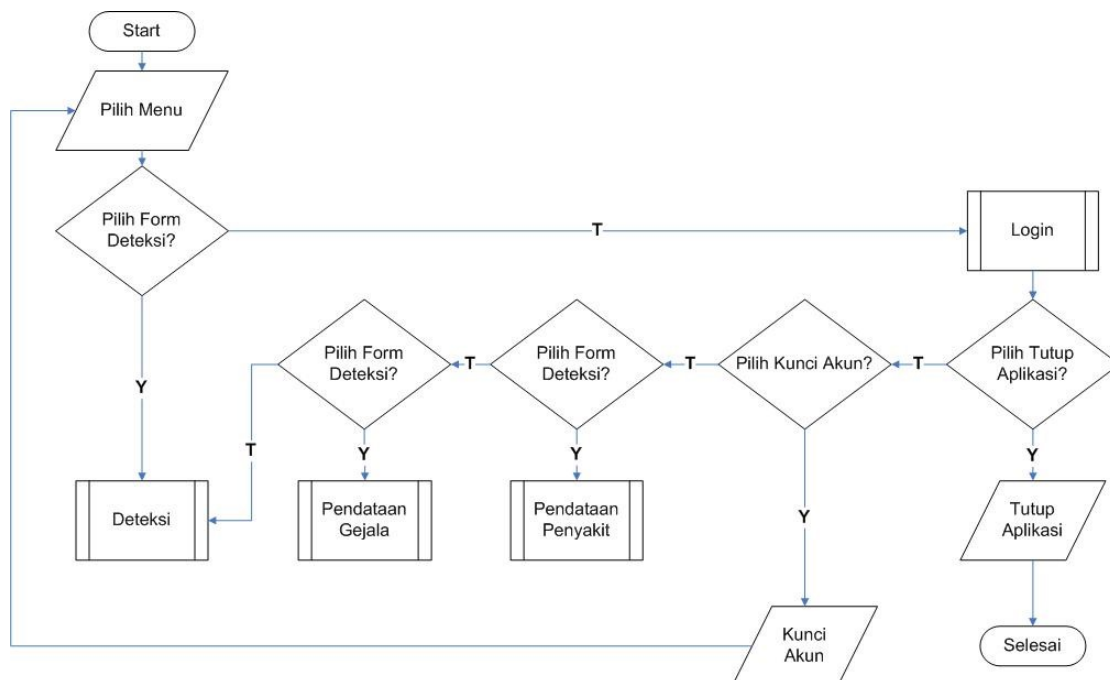 Start
Pilih Menu
Pilih Form
Deteksi?
T
Login
Y
Pilih Form
Deteksi?
T
Pilih Form
Deteksi?
T
Pilih Kunci Akun?
T
Pilih Tutup
Aplikasi?
T
Y
Y
Y
Y
Deteksi
Pendataan
Gejala
Pendataan
Penyakit
Tutup
Aplikasi
Kunci
Akun
Selesai